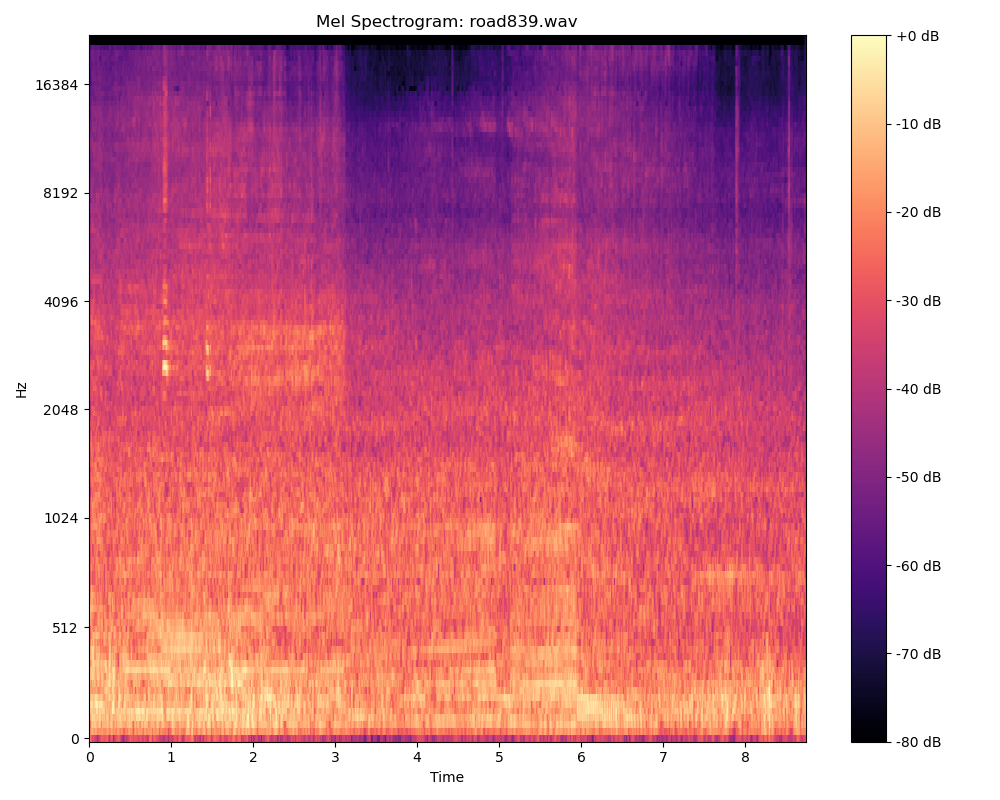 Mel Spectrogram: road839.wav
+0 dB
-10 dB
-20 dB
-30 dB
-40 dB
-50 dB
-60 dB
-70 dB
-80 dB
16384
8192
4096
2048
1024
512
0
Hz
0 1 2 3 4 5 6 7 8
Time